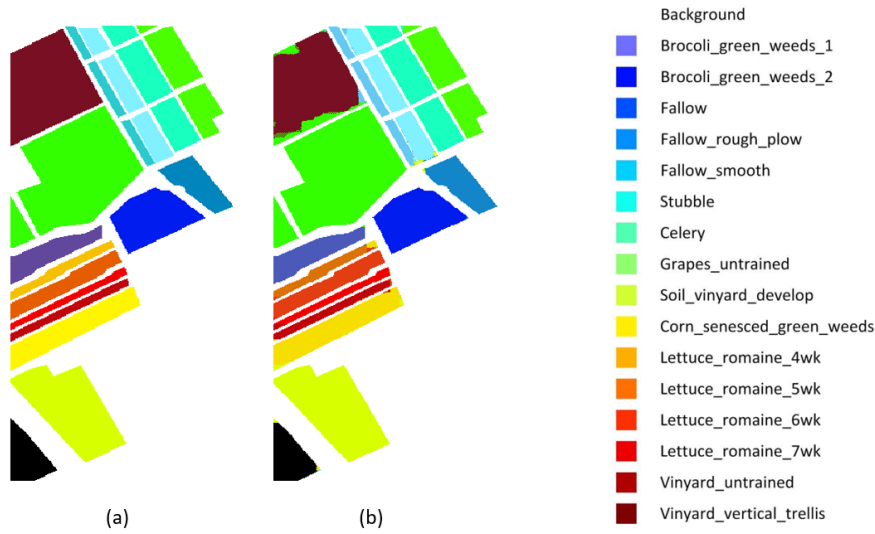 Background
Brocoli_green_weeds_1
Brocoli_green_weeds_2
Fallow
Fallow_rough_plow
Fallow_smooth
Stubble
Celery
Grapes_untrained
Soil_vinyard_develop
Corn_senesced_green_weeds
Lettuce_romaine_4wk
Lettuce_romaine_5wk
Lettuce_romaine_6wk
Lettuce_romaine_7wk
Vinyard_untrained
Vinyard_vertical_trellis
(a)
(b)